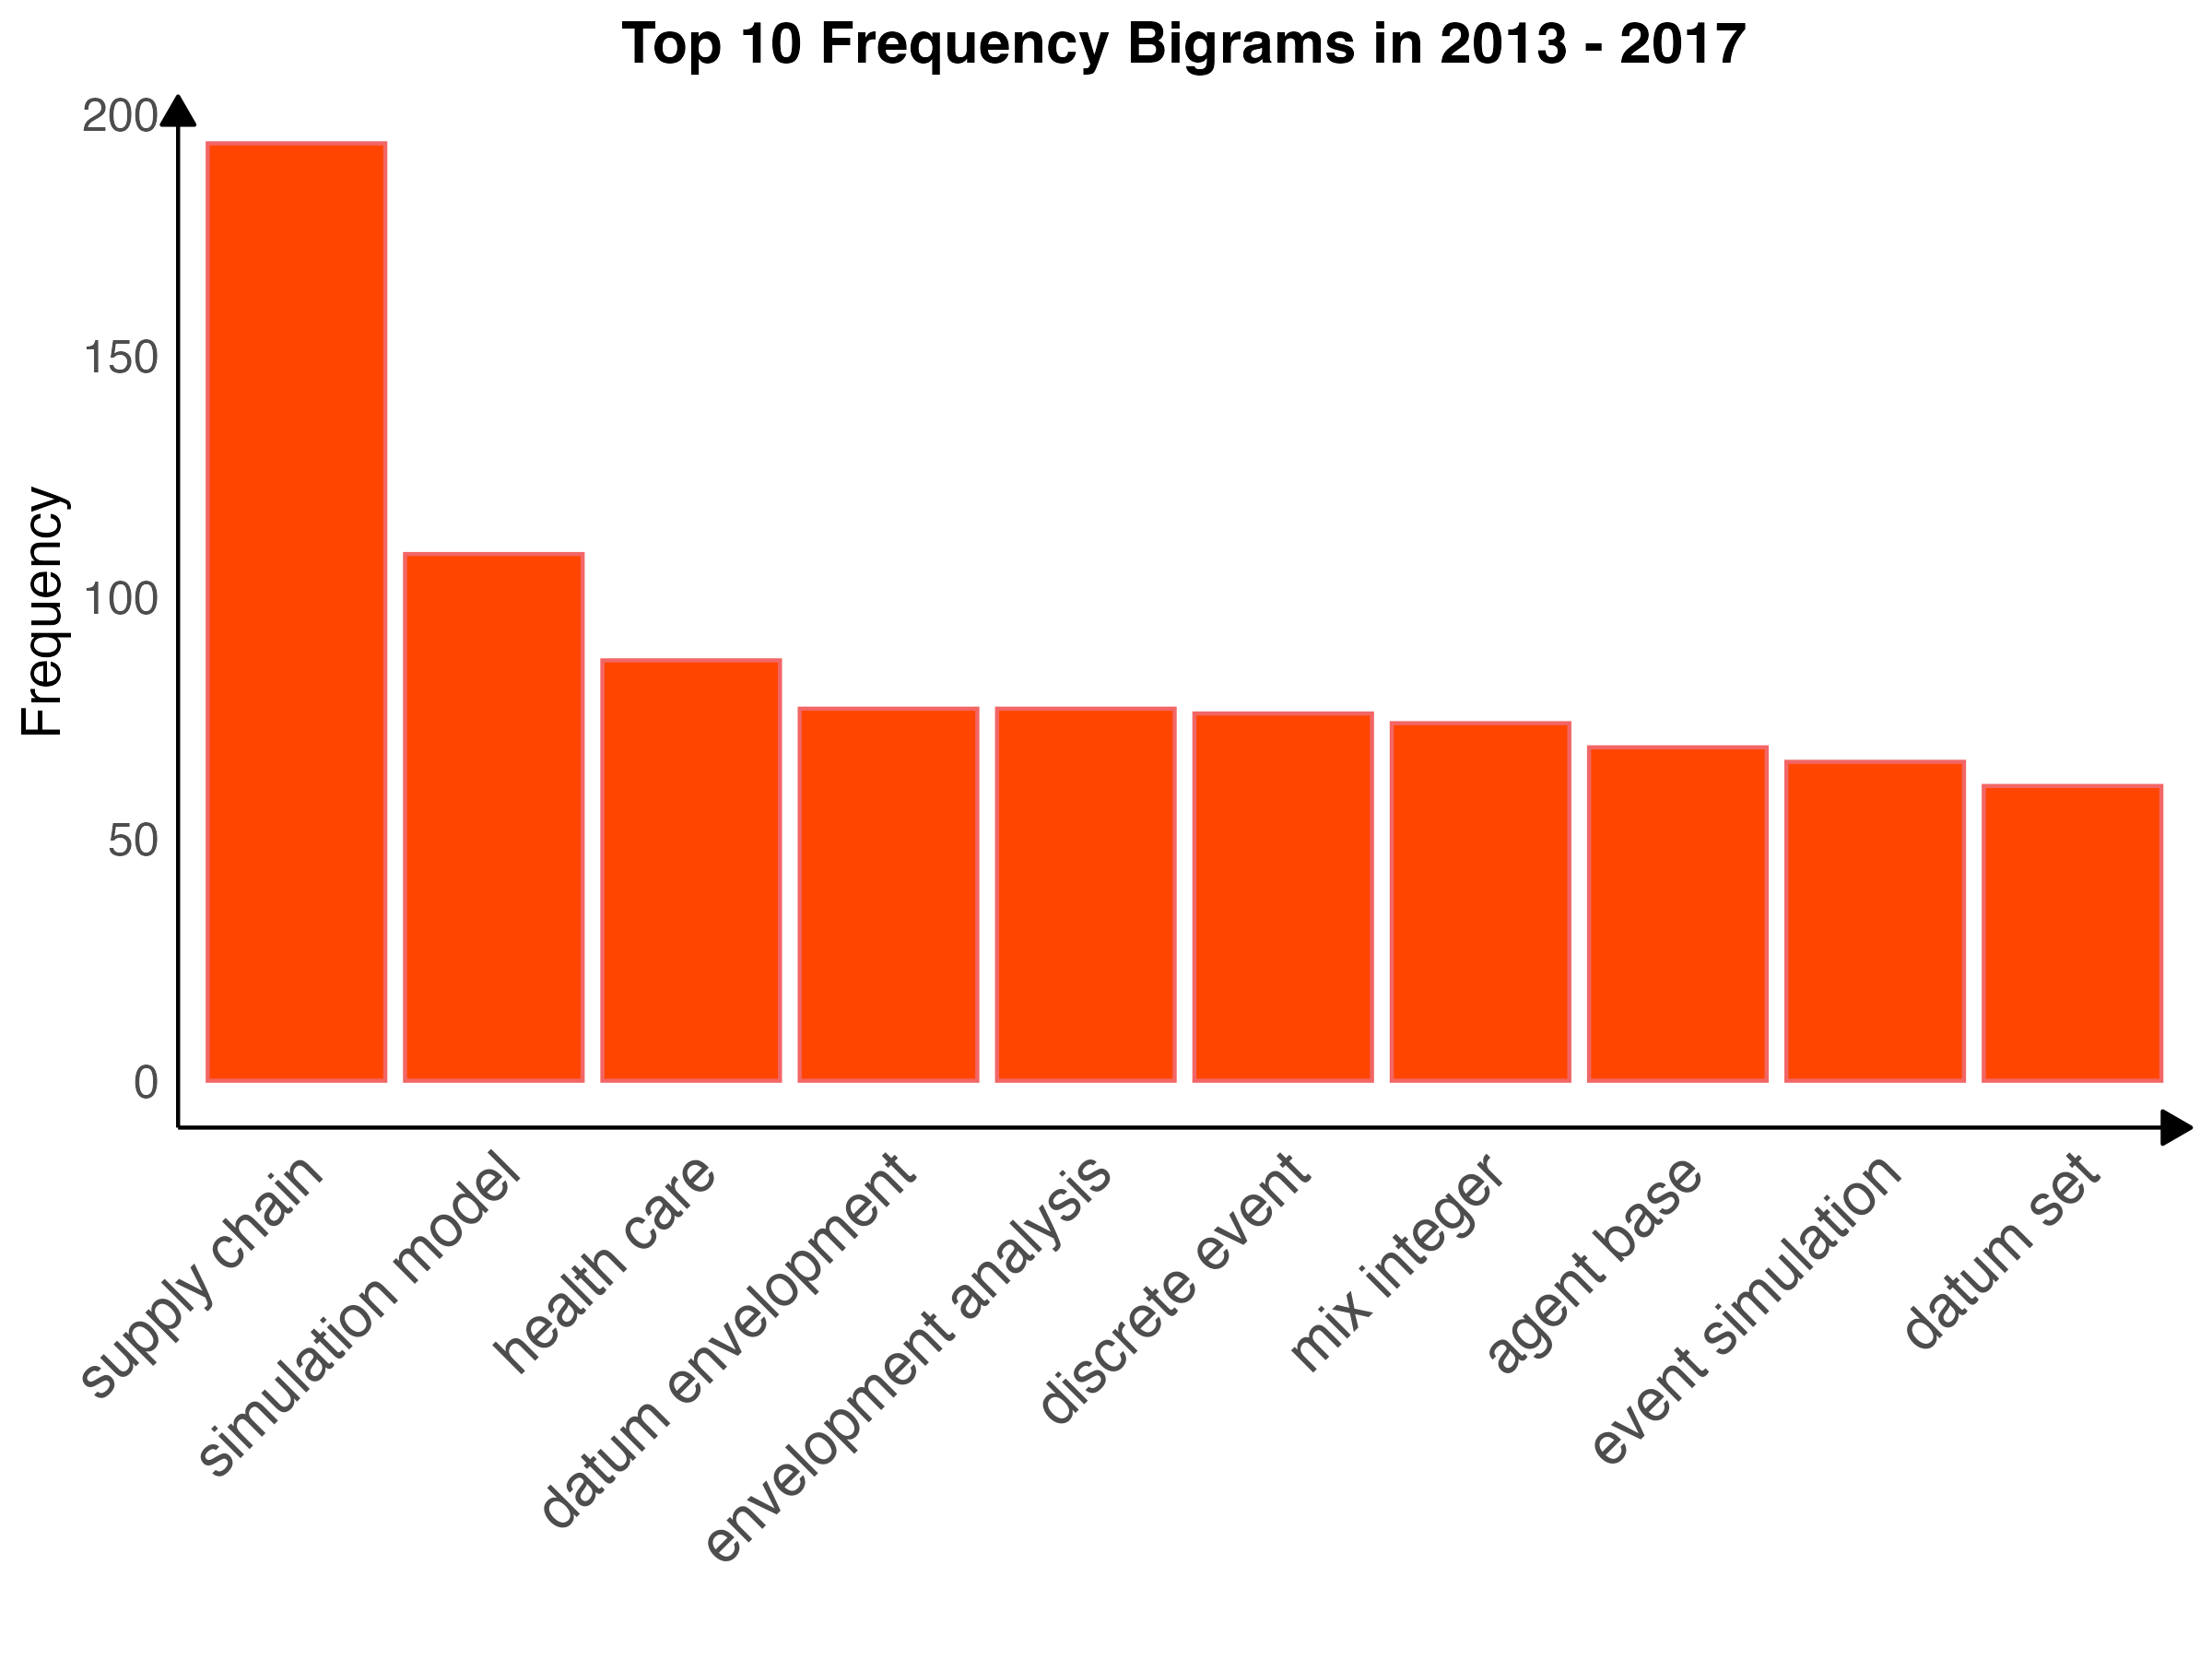 Top 10 Frequency Bigrams in 2013 - 2017
Frequency
200
150
100
50
0
supply chain
simulation model
health care
datum envelopment
envelopment analysis
discrete event
mix integer
agent base
event simulation
datum set